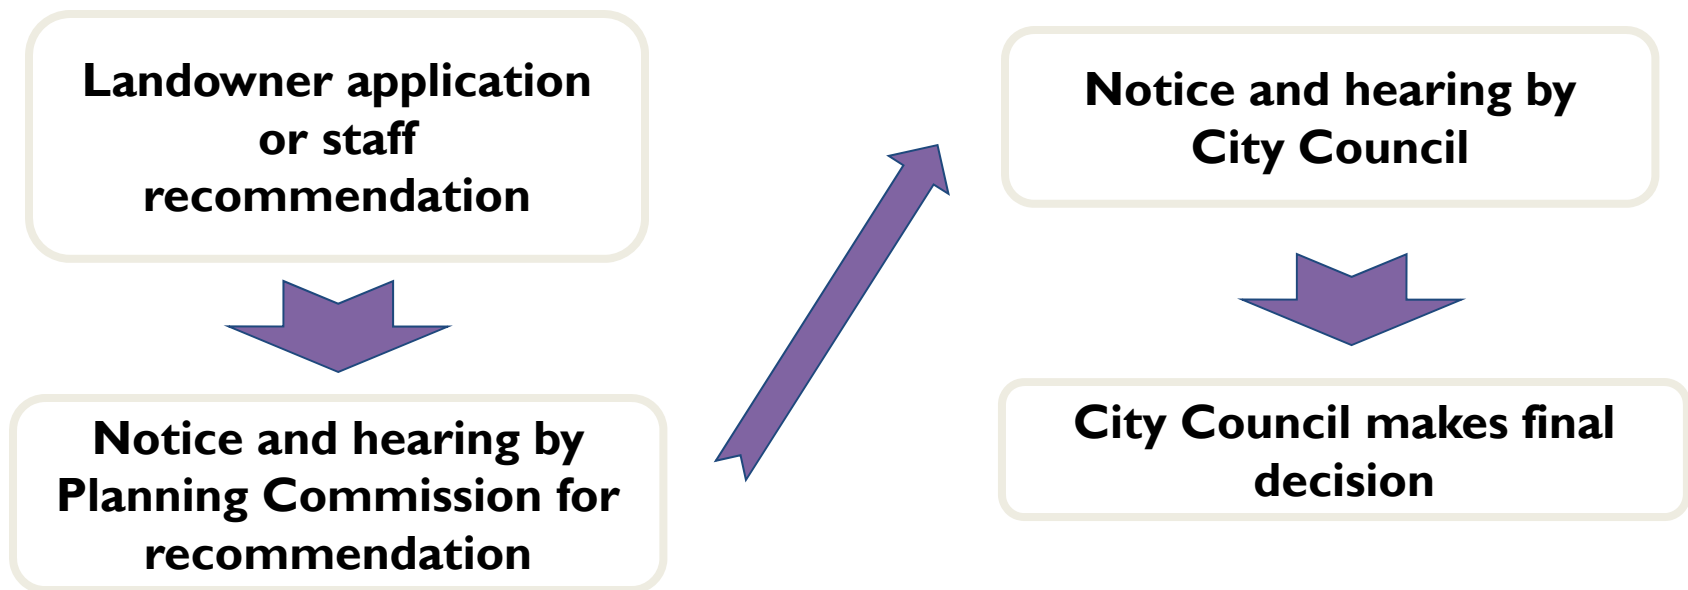 Landowner application
or staff
recommendation
Notice and hearing by
Planning Commission for
recommendation
Notice and hearing by
City Council
City Council makes final
decision